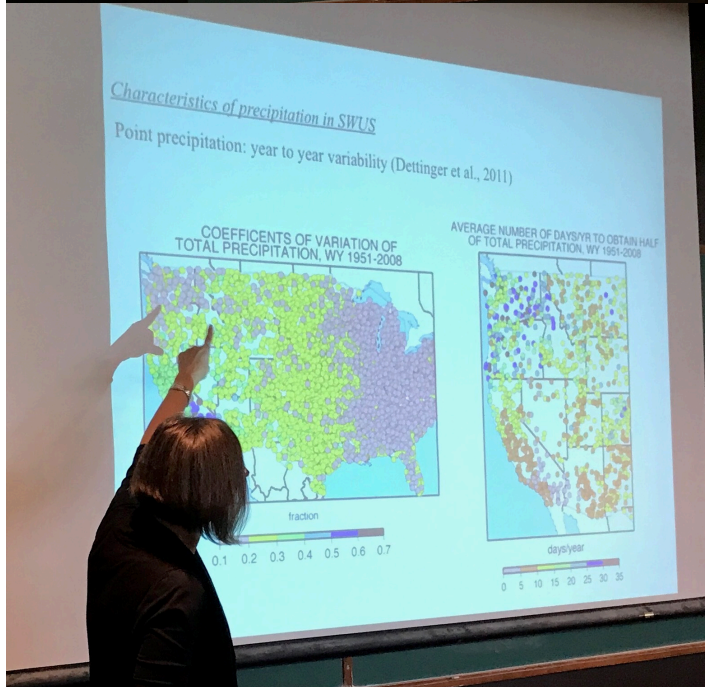 Characteristics of precipitation in SWUS
Point precipitation: year to year variability (Dettinger et al., 2011)
COEFFICENTS OF VARIATION OF
TOTAL PRECIPITATION, WY 1951-2008
AVERAGE NUMBER OF DAYS/YR TO OBTAIN HALF
OF TOTAL PRECIPITATION, WY 1951-2008
fraction
0.1 0.2 0.3 0.4 0.5 0.6 0.7
days/year
0 5 10 15 20 25 30 35